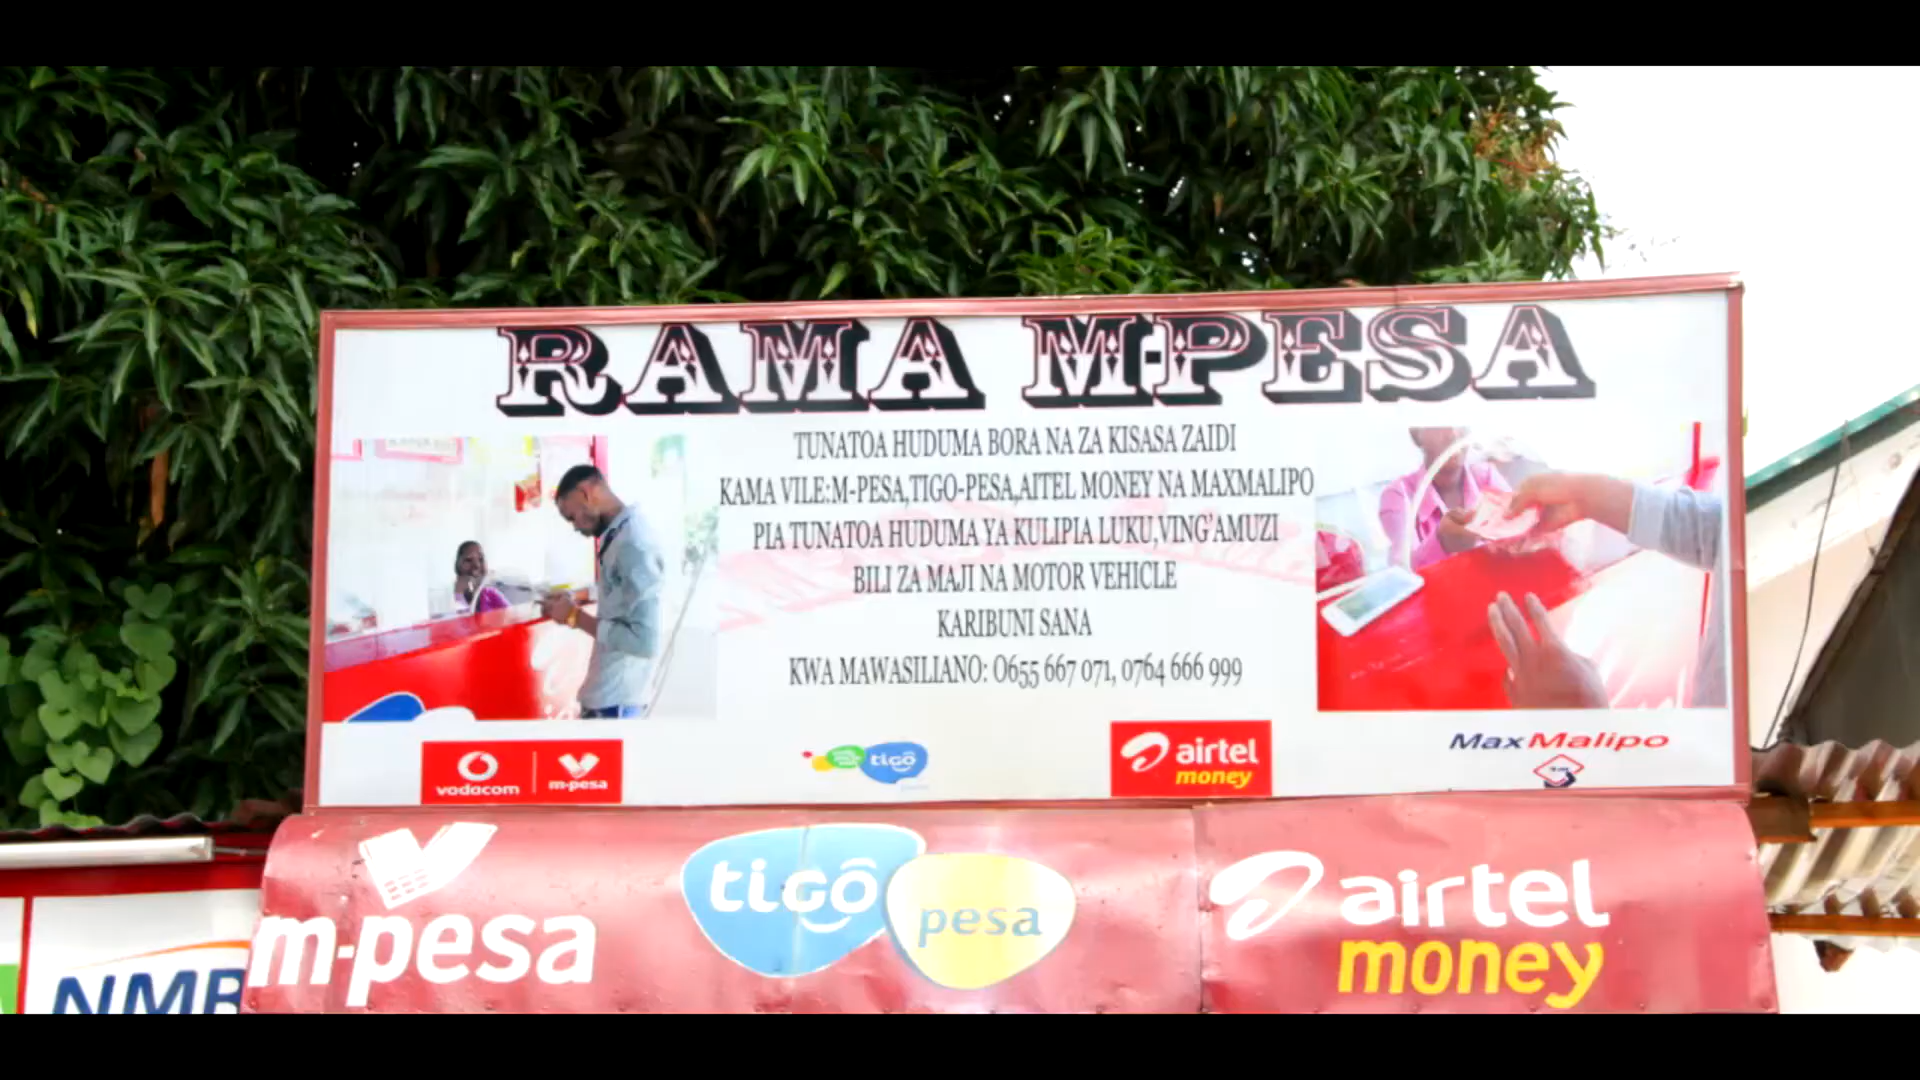 RAMA M-PESA
TUNATOA HUDUMA BORA NA ZA KISASA ZAIDI
KAMA VILE:M-PESA,TIGO-PESA,AITEL MONEY NA MAXMALIPO
PIA TUNATOA HUDUMA YA KULIPIA LUKU,VING'AMUZI
BILI ZA MAJI NA MOTOR VEHICLE
KARIBUNI SANA
KWA MAWASILIANO: 0655 667 071, 0764 666 999
vodacom m-pesa
tigo
airtel
money
MaxMalipo
m-pesa
tigo pesa
airtel
money
NMB